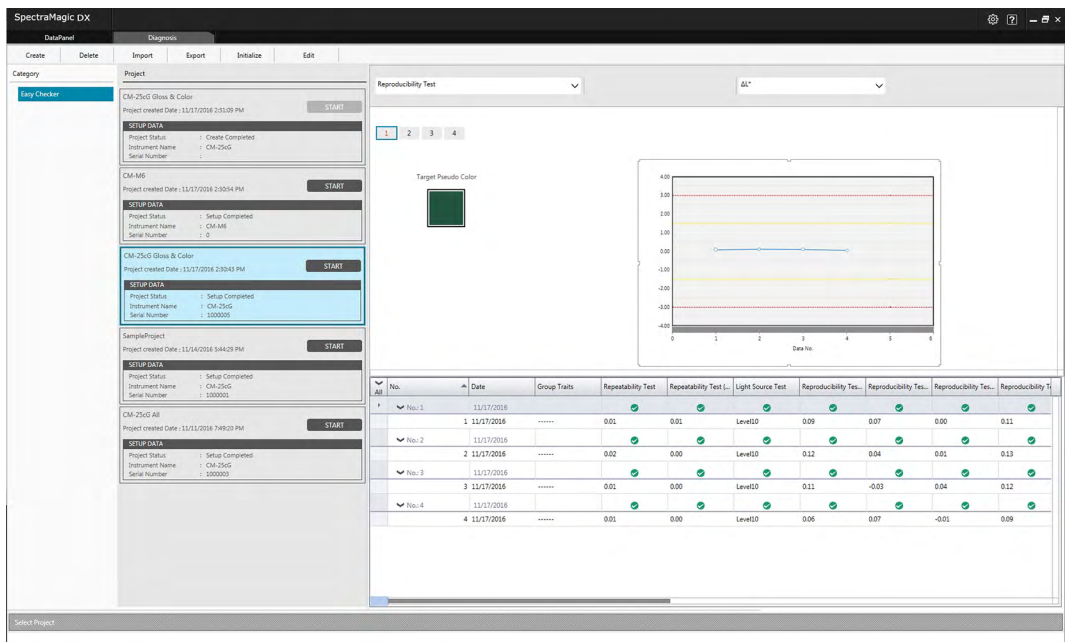 SpectraMagic DX
DataPanel Diagnosis
Create Delete Import Export Initialize Edit
Category
Easy Checker
Project
CM-25cG Gloss & Color
Project created Date : 11/17/2016 2:31:09 PM START
SETUP DATA
Project Status : Create Completed
Instrument Name : CM-25cG
Serial Number :
CM-M6
Project created Date : 11/17/2016 2:30:54 PM START
SETUP DATA
Project Status : Setup Completed
Instrument Name : CM-M6
Serial Number : 0
CM-25cG Gloss & Color
Project created Date : 11/17/2016 2:30:43 PM START
SETUP DATA
Project Status : Setup Completed
Instrument Name : CM-25cG
Serial Number : 1000005
SampleProject
Project created Date : 11/14/2016 5:44:29 PM START
SETUP DATA
Project Status : Setup Completed
Instrument Name : CM-25cG
Serial Number : 1000001
CM-25cG All
Project created Date : 11/11/2016 7:49:20 PM START
SETUP DATA
Project Status : Setup Completed
Instrument Name : CM-25cG
Serial Number : 1000003
Reproducibility Test ΔL*
1 2 3 4
Target Pseudo Color
4.00
3.00
2.00
1.00
0.00
-1.00
-2.00
-3.00
-4.00
0 1 2 3 4 5 6
Data No.
All No. Date Group Traits Repeatability Test Repeatability Test (... Light Source Test Reproducibility Tes... Reproducibility Tes... Reproducibility Tes... Reproducibility Te
No.: 1 11/17/2016
1 11/17/2016 ------ 0.01 0.01 Level10 0.09 0.07 0.00 0.11
No.: 2 11/17/2016
2 11/17/2016 ------ 0.02 0.00 Level10 0.12 0.04 0.01 0.13
No.: 3 11/17/2016
3 11/17/2016 ------ 0.01 0.00 Level10 0.11 -0.03 0.04 0.12
No.: 4 11/17/2016
4 11/17/2016 ------ 0.01 0.00 Level10 0.06 0.07 -0.01 0.09
Select Project